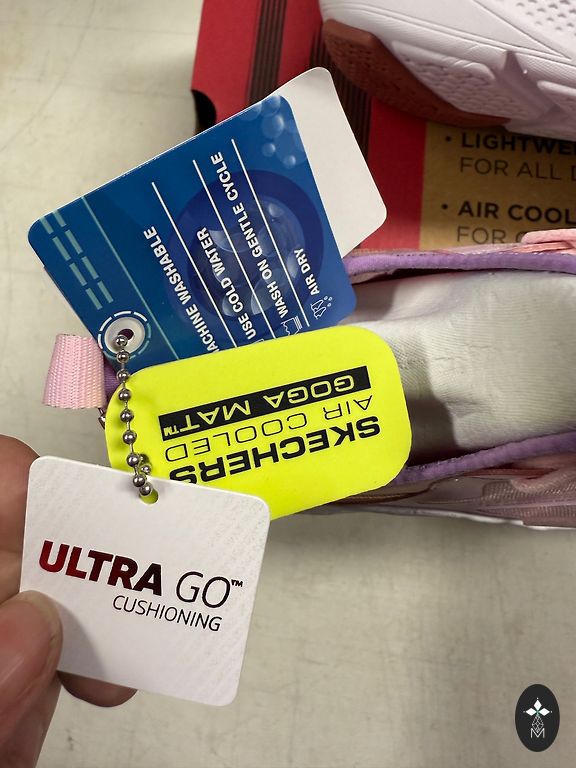 • LIGHTWE
FOR ALL D
• AIR COOL
FOR
MACHINE WASHABLE
USE COLD WATER
WASH ON GENTLE CYCLE
AIR DRY
SKECHERS
AIR COOLED
GOGA MAT™
ULTRA GO™
CUSHIONING
M